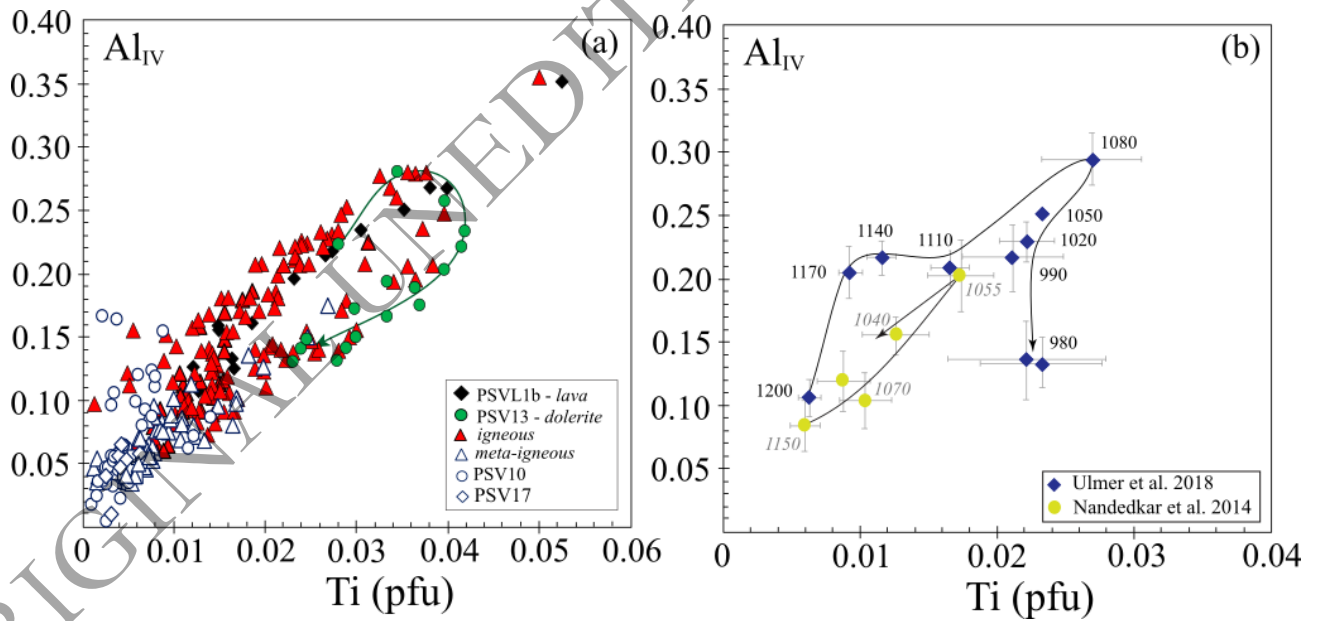 0.40
0.35
0.30
0.25
0.20
0.15
0.10
0.05
AlIV
(a)
PSVL1b - lava
PSV13 - dolerite
igneous
meta-igneous
PSV10
PSV17
0
0.01
0.02
0.03
0.04
0.05
0.06
Ti (pfu)
0.40
0.35
0.30
0.25
0.20
0.15
0.10
0.05
AlIV
(b)
1080
1050
1020
990
980
1140
1110
1170
1055
1040
1070
1200
1150
Ulmer et al. 2018
Nandedkar et al. 2014
0
0.01
0.02
0.03
0.04
Ti (pfu)
RIGINAL UNEDIT